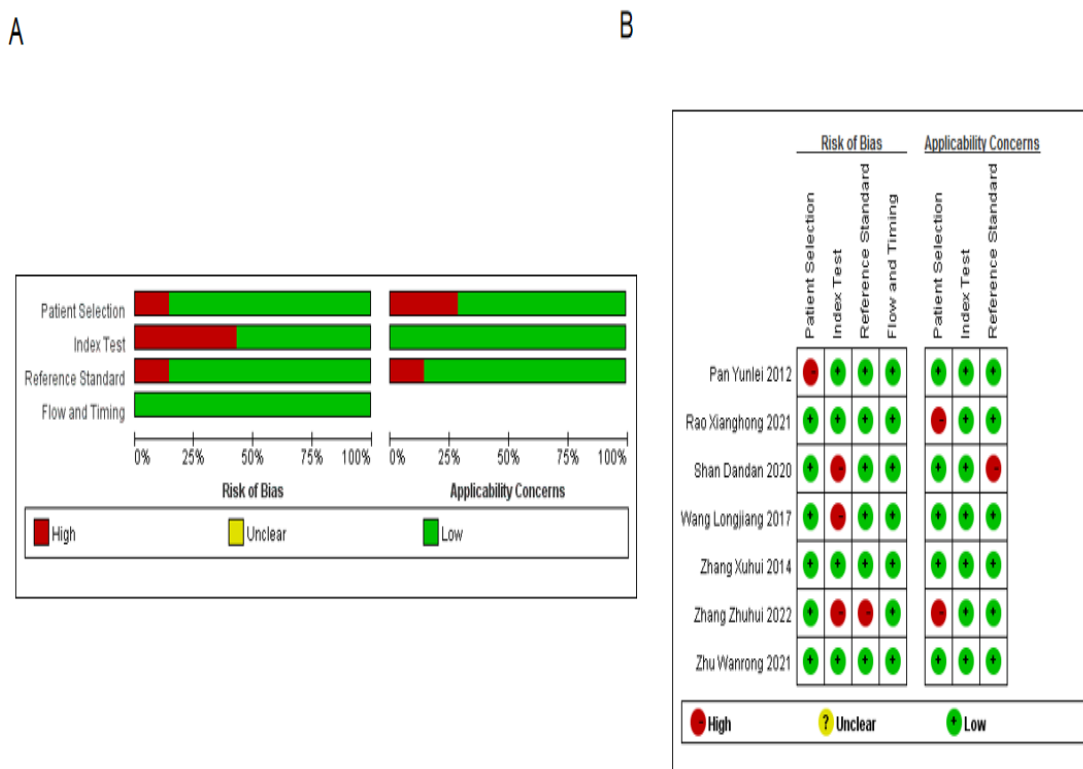 A
Patient Selection
Index Test
Reference Standard
Flow and Timing
0% 25% 50% 75% 100% 0% 25% 50% 75% 100%
Risk of Bias Applicability Concerns
High Unclear Low
B
Risk of Bias Applicability Concerns
Patient Selection
Index Test
Reference Standard
Flow and Timing
Patient Selection
Index Test
Reference Standard
Pan Yunlei 2012 - + + + + + +
Rao Xianghong 2021 + + + + - + +
Shan Dandan 2020 + - + + + + -
Wang Longjiang 2017 + - + + + + +
Zhang Xuhui 2014 + + + + + + +
Zhang Zhuhui 2022 + - - + - + +
Zhu Wanrong 2021 + + + + + + +
- High ? Unclear + Low